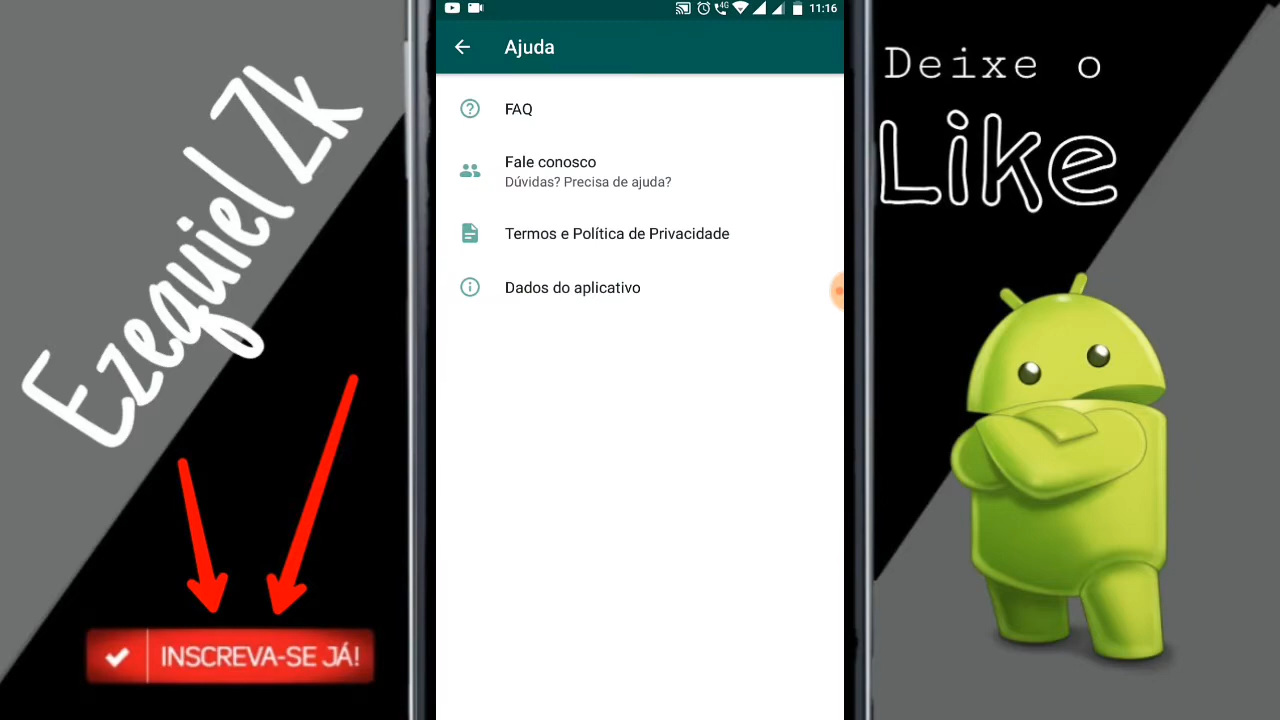 Ezequiel Zk
INSCREVA-SE JÁ!
4G
11:16
Ajuda
FAQ
Fale conosco
Dúvidas? Precisa de ajuda?
Termos e Política de Privacidade
Dados do aplicativo
Deixe o
Like